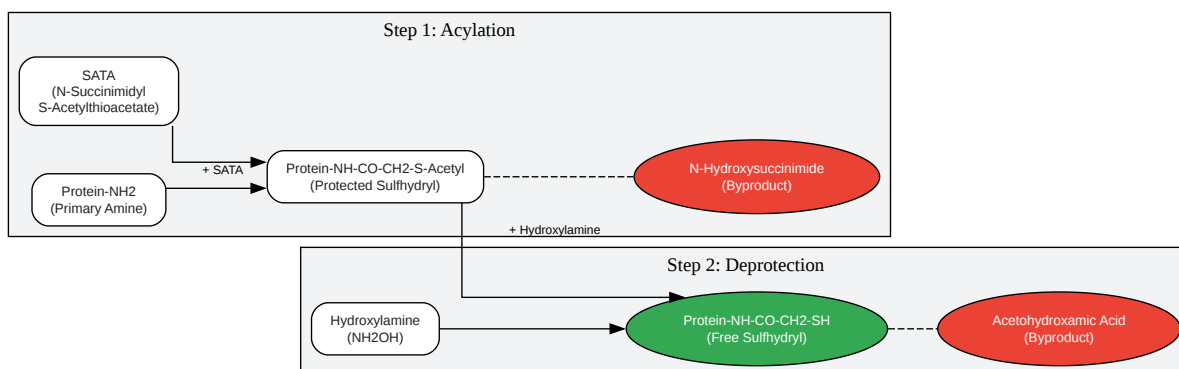 Step 1: Acylation
SATA
(N-Succinimidyl
S-Acetylthioacetate)
+ SATA
Protein-NH2
(Primary Amine)
Protein-NH-CO-CH2-S-Acetyl
(Protected Sulfhydryl)
N-Hydroxysuccinimide
(Byproduct)
+ Hydroxylamine
Step 2: Deprotection
Hydroxylamine
(NH2OH)
Protein-NH-CO-CH2-SH
(Free Sulfhydryl)
Acetohydroxamic Acid
(Byproduct)